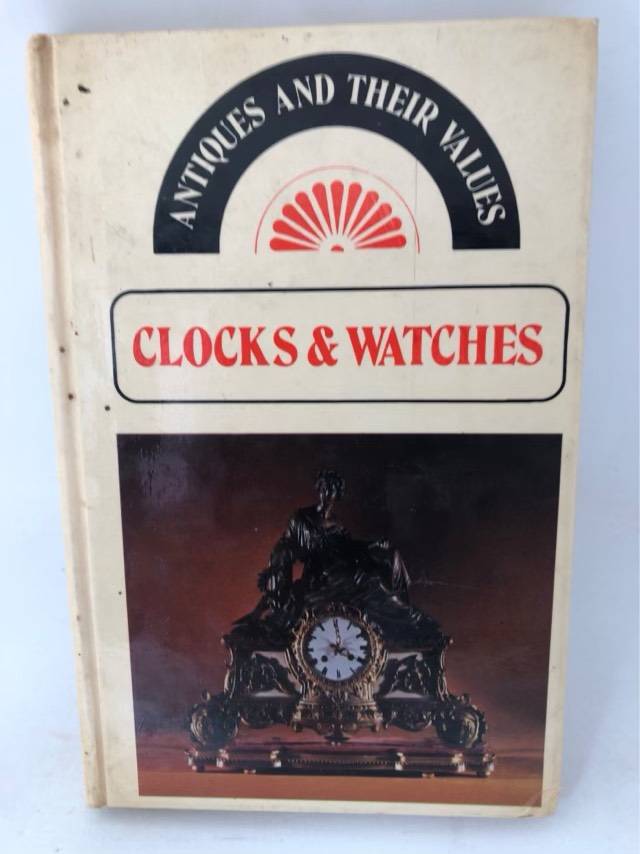 ANTIQUES AND THEIR VALUES
CLOCKS & WATCHES